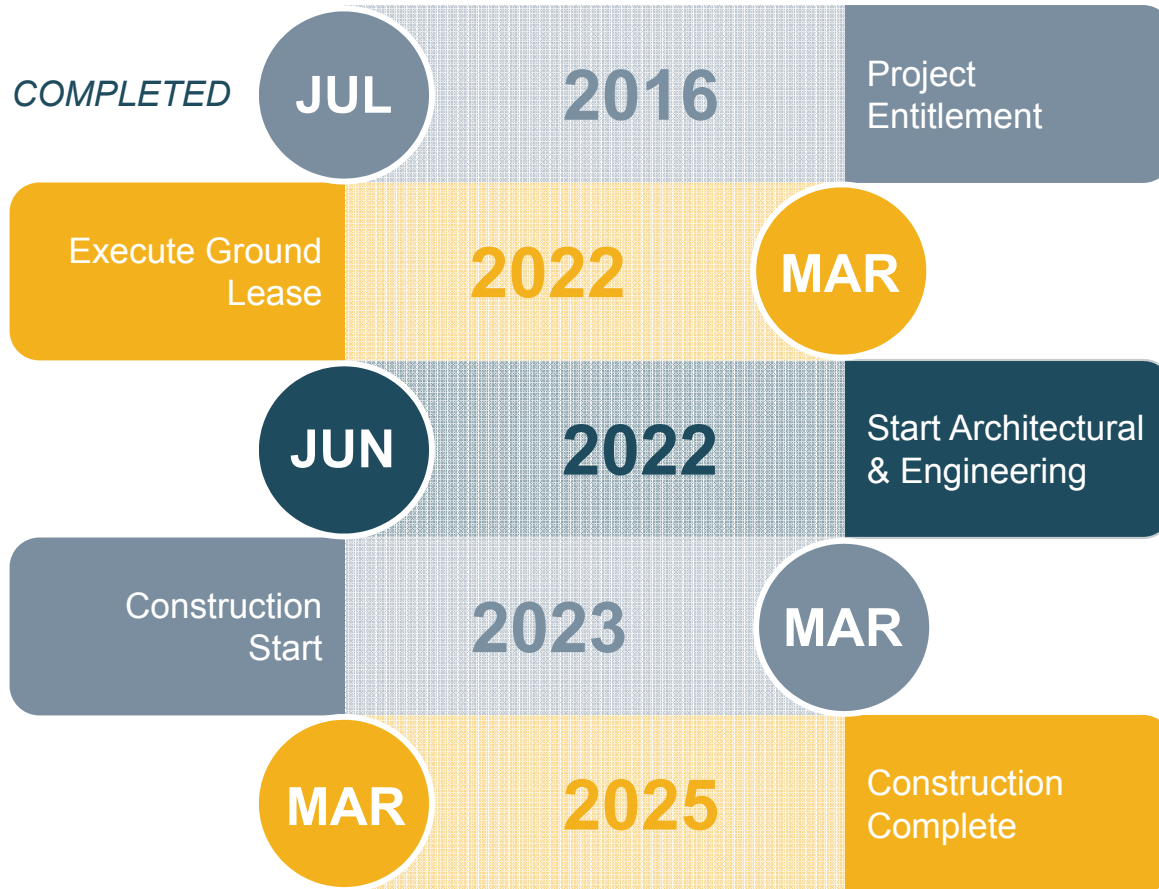 COMPLETED
JUL
2016
Project
Entitlement
Execute Ground
Lease
2022
MAR
JUN
2022
Start Architectural
& Engineering
Construction
Start
2023
MAR
MAR
2025
Construction
Complete